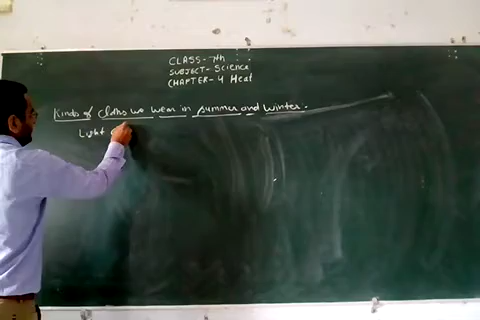 CLASS- 7th
SUBJECT- Science
CHAPTER- 4 Heat
Kinds of cloths we wear in summer and winter.
Light